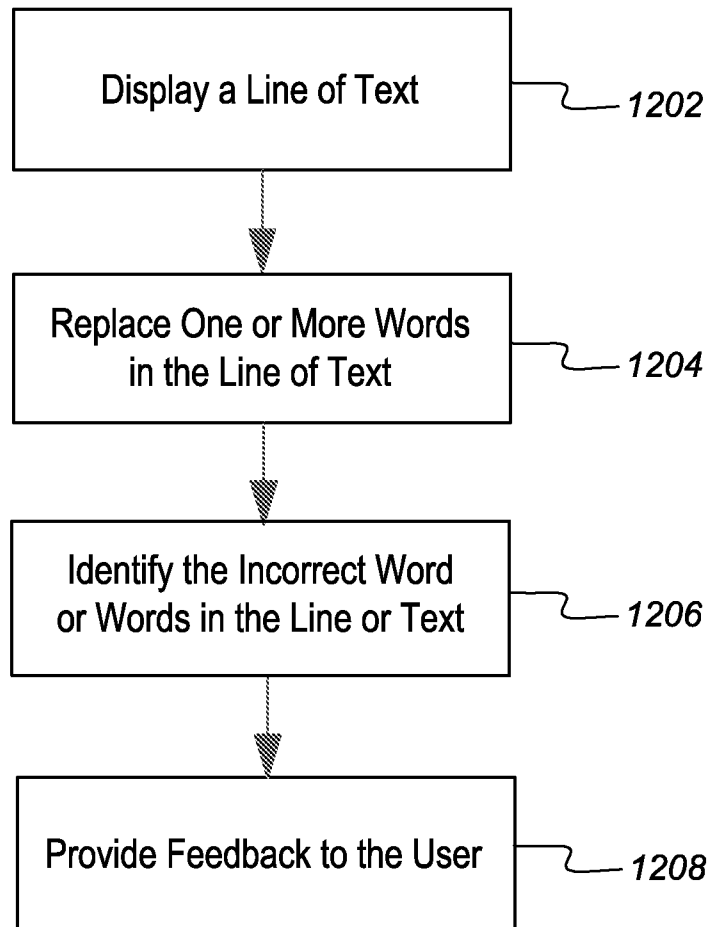 Display a Line of Text
1202
Replace One or More Words
in the Line of Text
1204
Identify the Incorrect Word
or Words in the Line or Text
1206
Provide Feedback to the User
1208